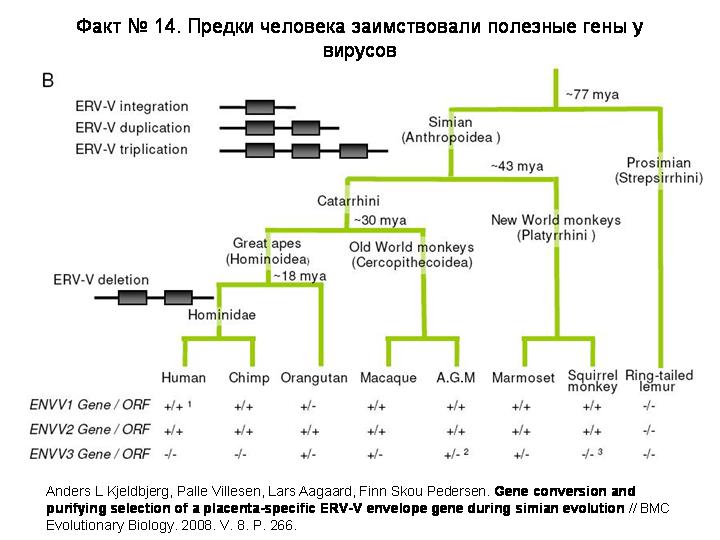 Факт № 14. Предки человека заимствовали полезные гены у
вирусов
B
ERV-V integration
ERV-V duplication
ERV-V triplication
~77 mya
Simian
(Anthropoidea )
~43 mya
Prosimian
(Strepsirrhini)
Catarrhini
~30 mya
New World monkeys
(Platyrrhini )
Great apes
(Hominoidea)
Old World monkeys
(Cercopithecoidea)
~18 mya
ERV-V deletion
Hominidae
Human Chimp Orangutan Macaque A.G.M Marmoset Squirrel monkey Ring-tailed lemur
ENVV1 Gene / ORF +/+ 1 +/+ +/- +/+ +/+ +/+ +/+ -/-
ENVV2 Gene / ORF +/+ +/+ +/+ +/+ +/+ +/+ +/+ -/-
ENVV3 Gene / ORF -/- -/- +/- +/- +/- 2 +/- -/- 3 -/-
Anders L Kjeldbjerg, Palle Villesen, Lars Aagaard, Finn Skou Pedersen. Gene conversion and
purifying selection of a placenta-specific ERV-V envelope gene during simian evolution // BMC
Evolutionary Biology. 2008. V. 8. P. 266.